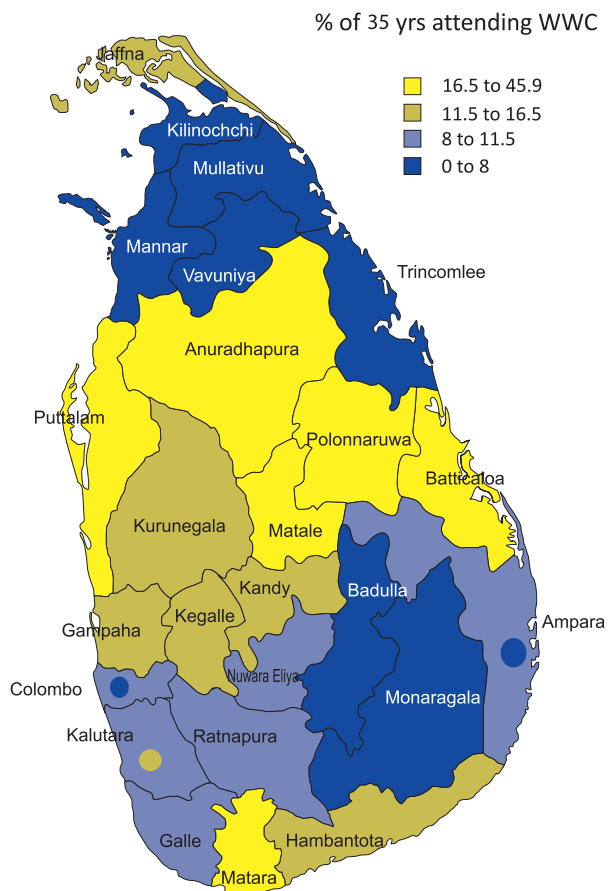 % of 35 yrs attending WWC
16.5 to 45.9
11.5 to 16.5
8 to 11.5
0 to 8
Jaffna
Kilinochchi
Mullativu
Mannar
Vavuniya
Trincomlee
Anuradhapura
Puttalam
Polonnaruwa
Batticaloa
Kurunegala
Matale
Kandy
Badulla
Kegalle
Gampaha
Ampara
Nuwara Eliya
Colombo
Monaragala
Kalutara
Ratnapura
Galle
Hambantota
Matara